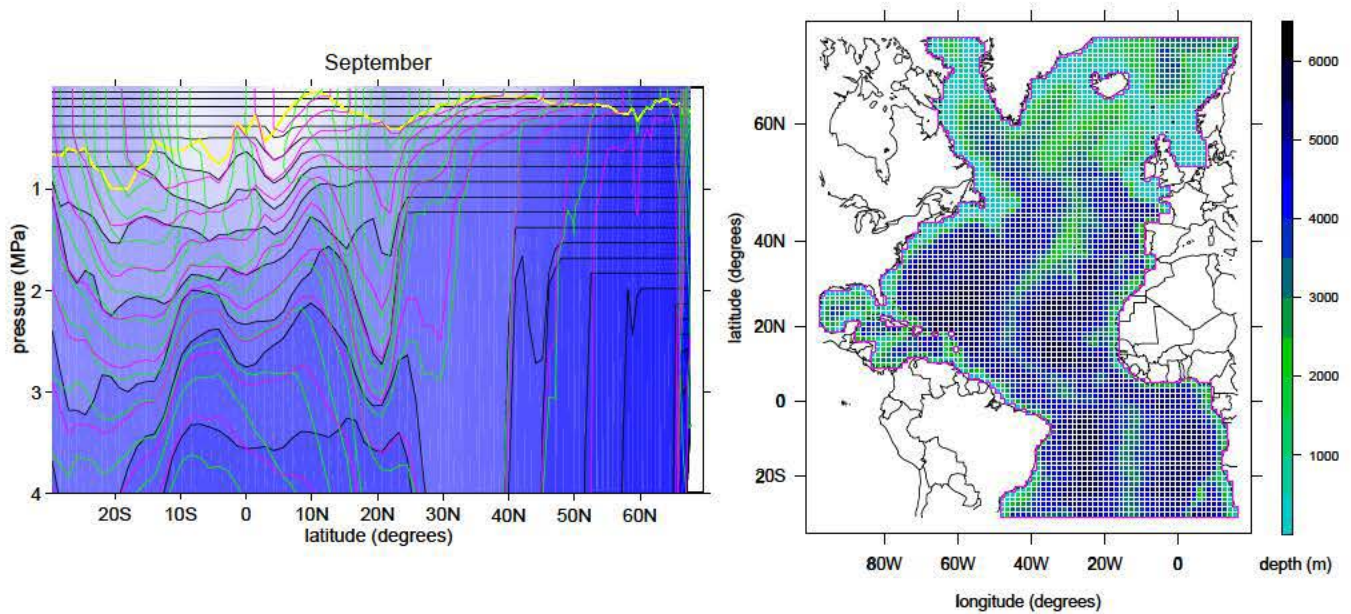 September
pressure (MPa)
1
2
3
4
20S 10S 0 10N 20N 30N 40N 50N 60N
latitude (degrees)
latitude (degrees)
60N
40N
20N
0
20S
80W 60W 40W 20W 0
longitude (degrees)
6000
5000
4000
3000
2000
1000
depth (m)